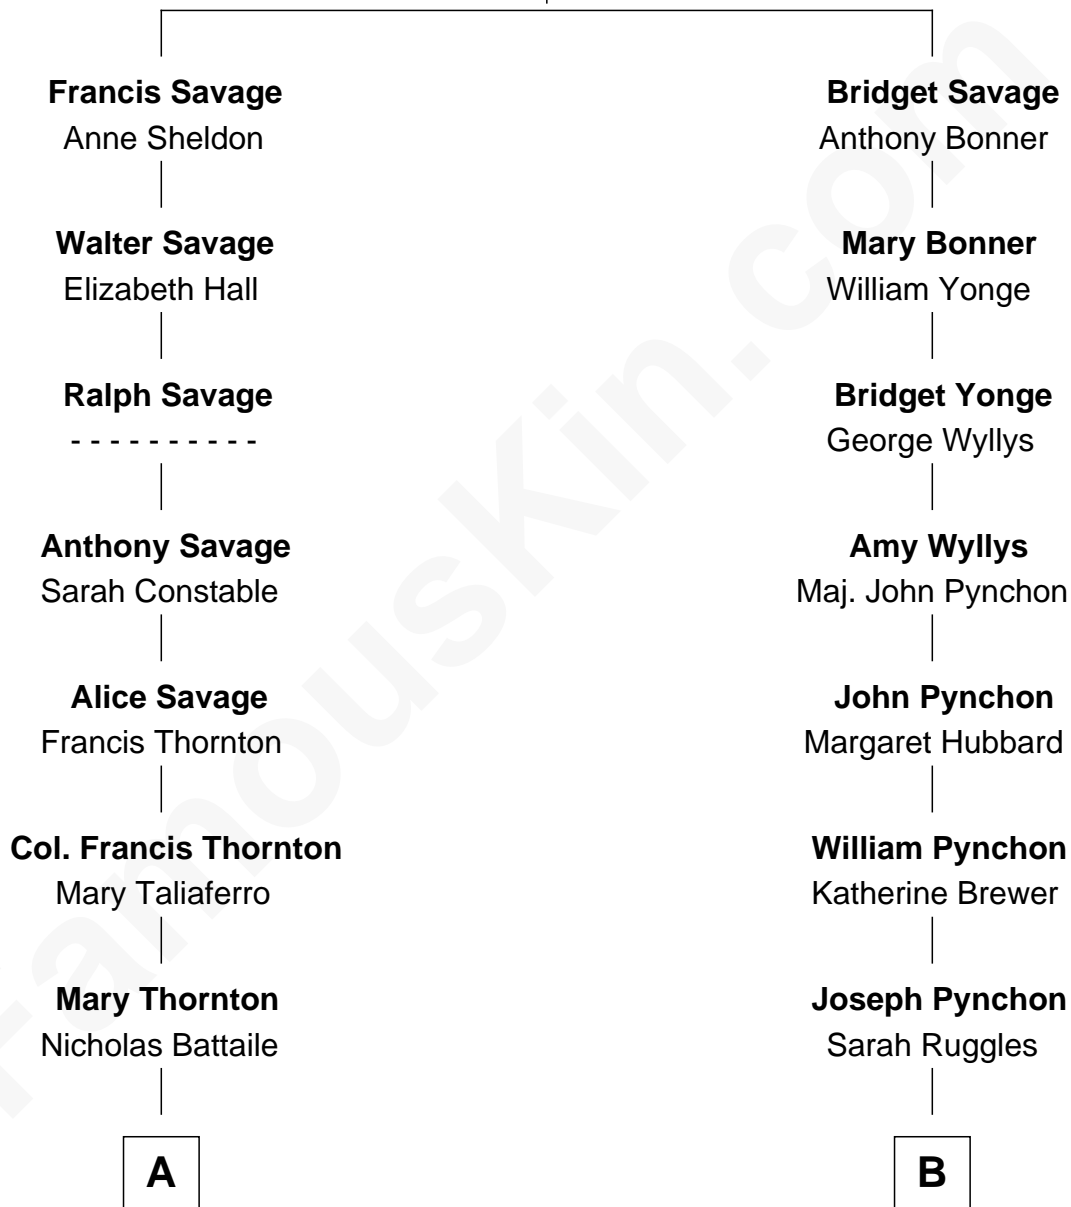 Francis Savage
Anne Sheldon
Walter Savage
Elizabeth Hall
Ralph Savage
- - - - - - - - - -
Anthony Savage
Sarah Constable
Alice Savage
Francis Thornton
Col. Francis Thornton
Mary Taliaferro
Mary Thornton
Nicholas Battaile
A
Bridget Savage
Anthony Bonner
Mary Bonner
William Yonge
Bridget Yonge
George Wyllys
Amy Wyllys
Maj. John Pynchon
John Pynchon
Margaret Hubbard
William Pynchon
Katherine Brewer
Joseph Pynchon
Sarah Ruggles
B
FamousKin.com